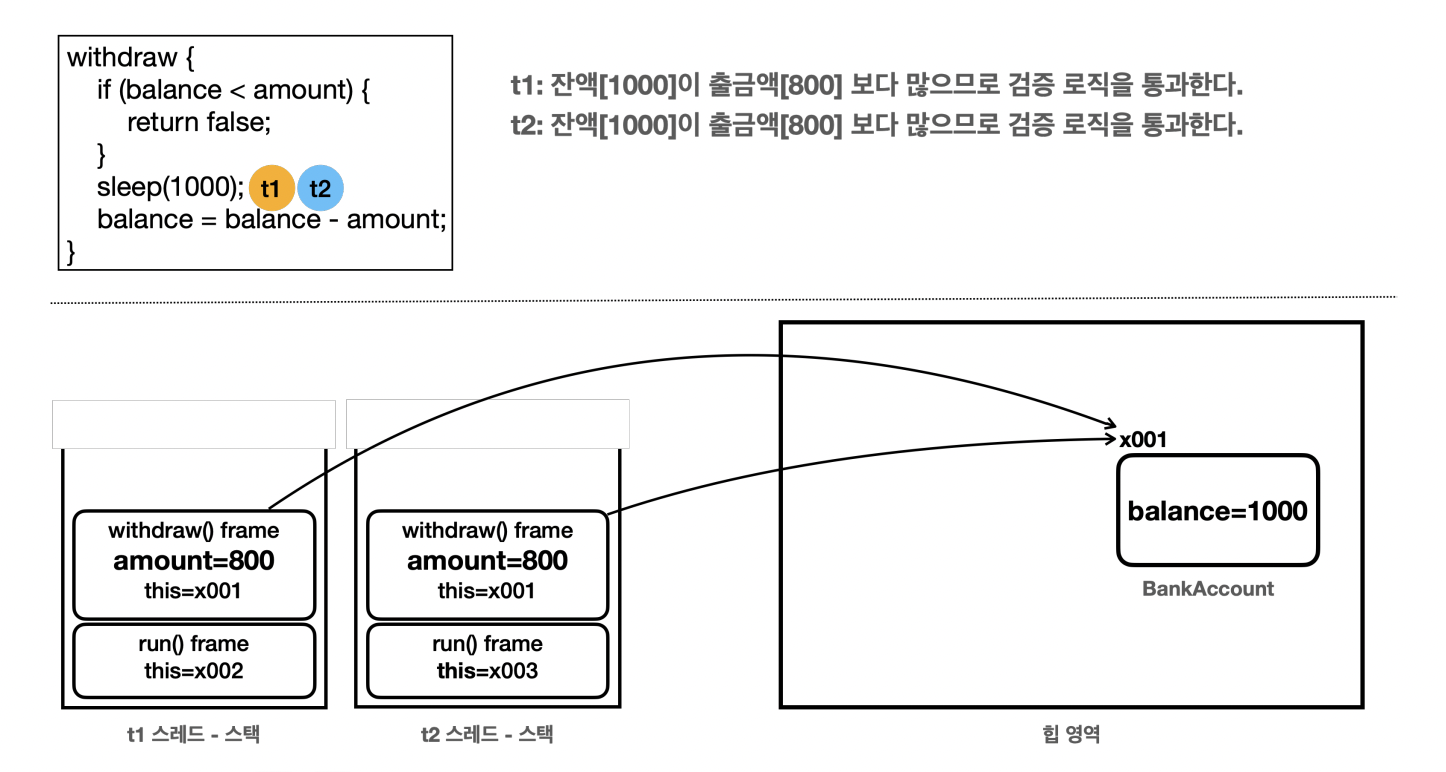 withdraw {
if (balance < amount) {
return false;
}
sleep(1000); t1 t2
balance = balance - amount;
}
t1: 잔액[1000]이 출금액[800] 보다 많으므로 검증 로직을 통과한다.
t2: 잔액[1000]이 출금액[800] 보다 많으므로 검증 로직을 통과한다.
withdraw() frame
amount=800
this=x001
run() frame
this=x002
t1 스레드 - 스택
withdraw() frame
amount=800
this=x001
run() frame
this=x003
t2 스레드 - 스택
x001
balance=1000
BankAccount
힙 영역